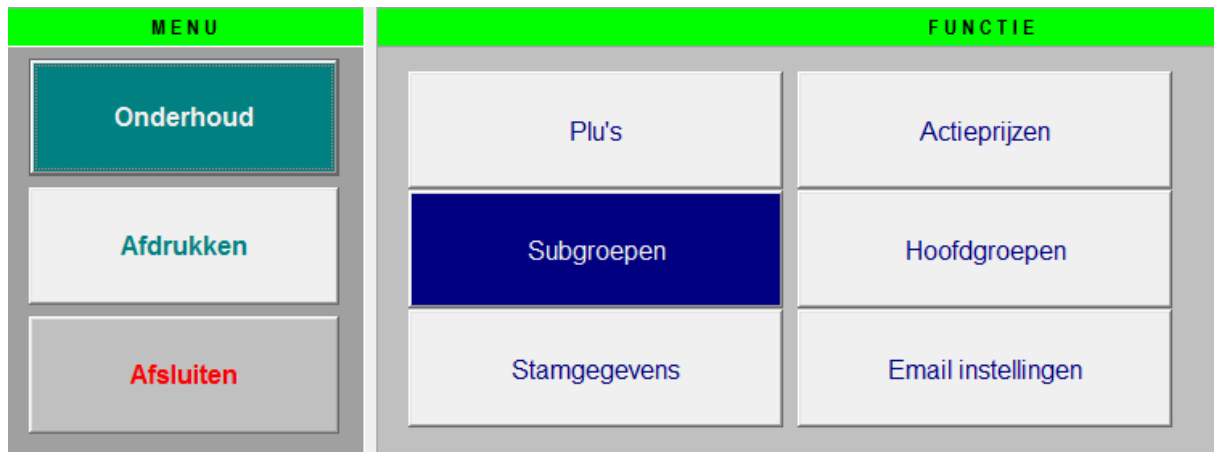 MENU
FUNCTIE
Onderhoud
Afdrukken
Afsluiten
Plu's
Actieprijzen
Subgroepen
Hoofdgroepen
Stamgegevens
Email instellingen